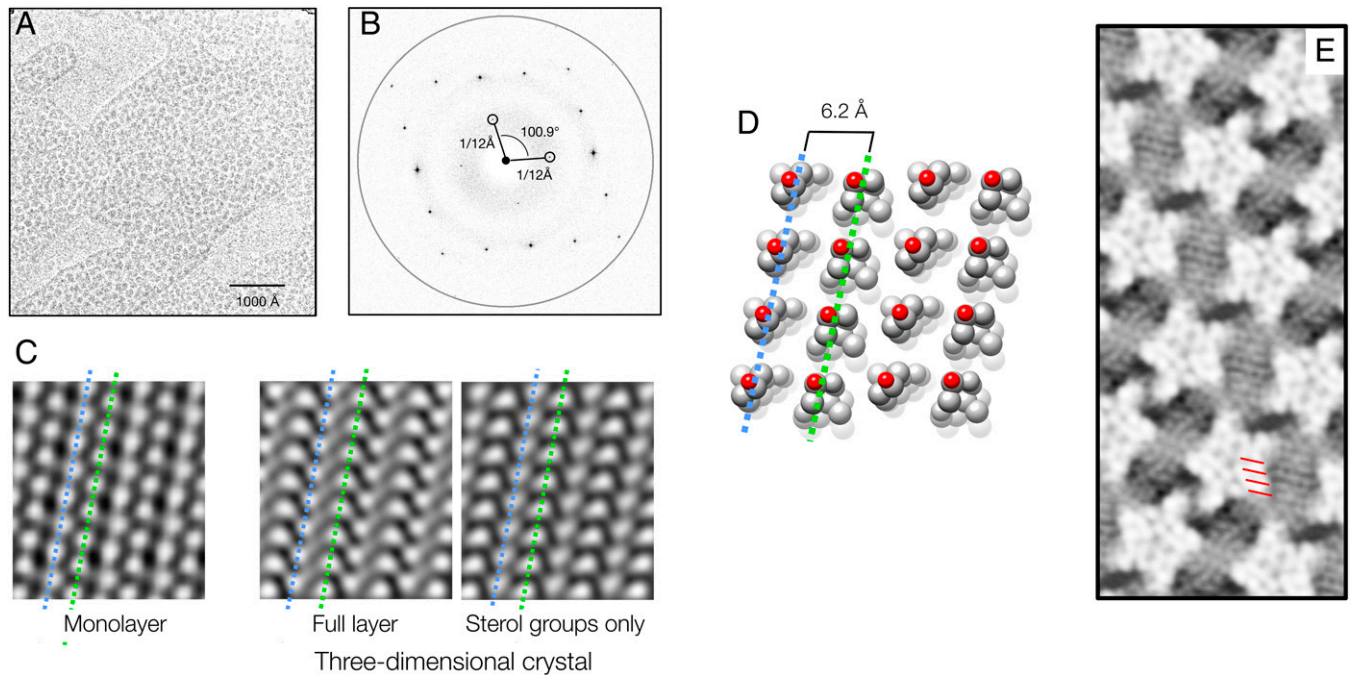 A
1000 Å
B
100.9°
1/12Å
1/12Å
C
Monolayer
Full layer
Sterol groups only
Three-dimensional crystal
D
6.2 Å
E